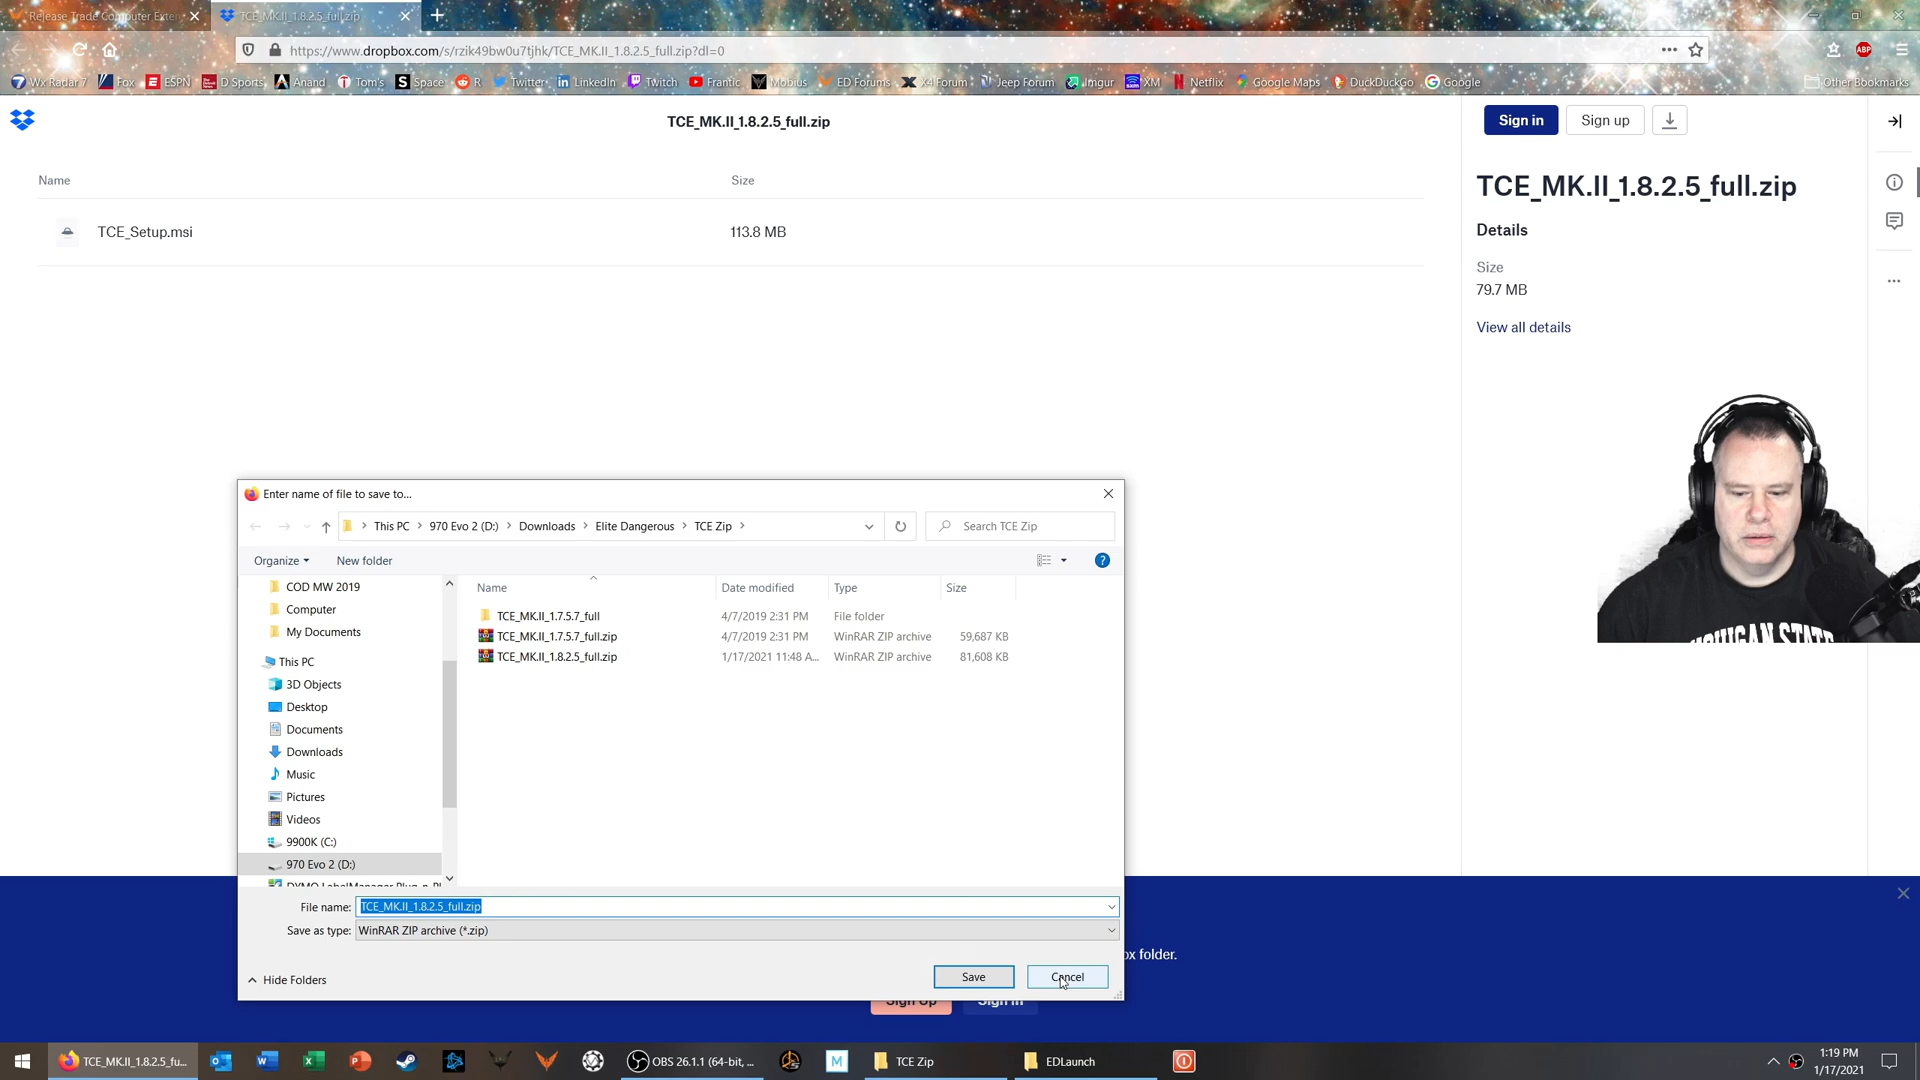 Release Trade Computer Exten
TCE_MK.II_1.8.2.5_full.zip
https://www.dropbox.com/s/rzik49bw0u7tjhk/TCE_MK.II_1.8.2.5_full.zip?dl=0
Wx Radar 7 Fox ESPN D Sports Anand Tom's Space R Twitter LinkedIn Twitch Frantic Mobius ED Forums X4 Forum Jeep Forum Imgur XM Netflix Google Maps DuckDuckGo Google Other Bookmarks
TCE_MK.II_1.8.2.5_full.zip
Sign in Sign up
Name Size
TCE_Setup.msi 113.8 MB
TCE_MK.II_1.8.2.5_full.zip
Details
Size
79.7 MB
View all details
Enter name of file to save to...
This PC > 970 Evo 2 (D:) > Downloads > Elite Dangerous > TCE Zip >
Search TCE Zip
Organize New folder
Name Date modified Type Size
TCE_MK.II_1.7.5.7_full 4/7/2019 2:31 PM File folder
TCE_MK.II_1.7.5.7_full.zip 4/7/2019 2:31 PM WinRAR ZIP archive 59,687 KB
TCE_MK.II_1.8.2.5_full.zip 1/17/2021 11:48 A... WinRAR ZIP archive 81,608 KB
COD MW 2019
Computer
My Documents
This PC
3D Objects
Desktop
Documents
Downloads
Music
Pictures
Videos
9900K (C:)
970 Evo 2 (D:)
DYMO LabelManager Plug-n-Pl
File name: TCE_MK.II_1.8.2.5_full.zip
Save as type: WinRAR ZIP archive (*.zip)
Hide Folders
Save Cancel
ox folder.
Sign Up Sign In
TCE_MK.II_1.8.2.5_fu... OBS 26.1.1 (64-bit, ... TCE Zip EDLaunch
1:19 PM
1/17/2021